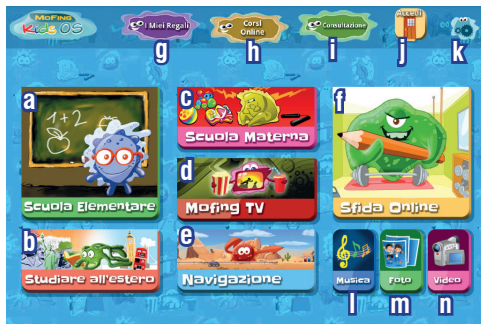 MoFing
Kids OS
I Miei Regali
Corsi
Online
Consultazione
Accedi
g
h
i
j
k
a
1+2
Scuola Elementare
c
Scuola Materna
f
Sfida Online
d
Mofing TV
b
Studiare all'estero
e
Navigazione
Musica
Foto
Video
l
m
n